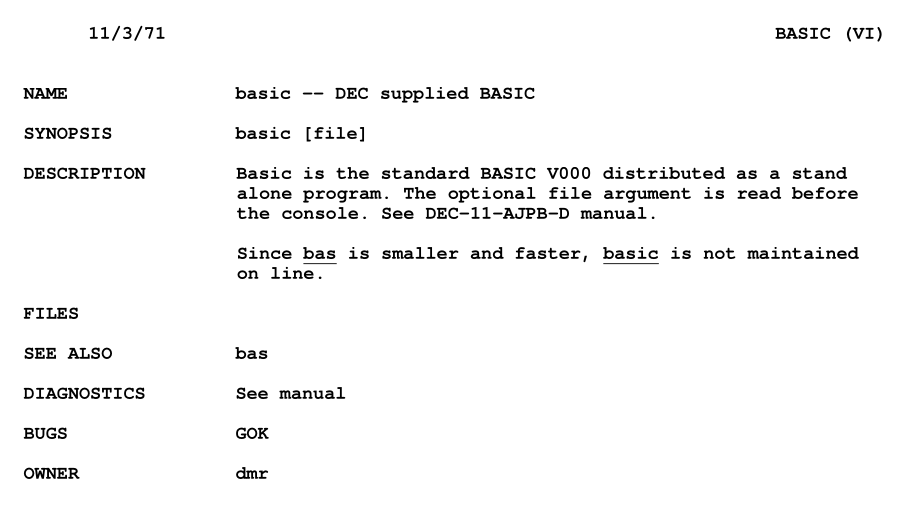 11/3/71 BASIC (VI)
NAME basic -- DEC supplied BASIC
SYNOPSIS basic [file]
DESCRIPTION Basic is the standard BASIC V000 distributed as a stand
alone program. The optional file argument is read before
the console. See DEC-11-AJPB-D manual.
Since bas is smaller and faster, basic is not maintained
on line.
FILES
SEE ALSO bas
DIAGNOSTICS See manual
BUGS GOK
OWNER dmr